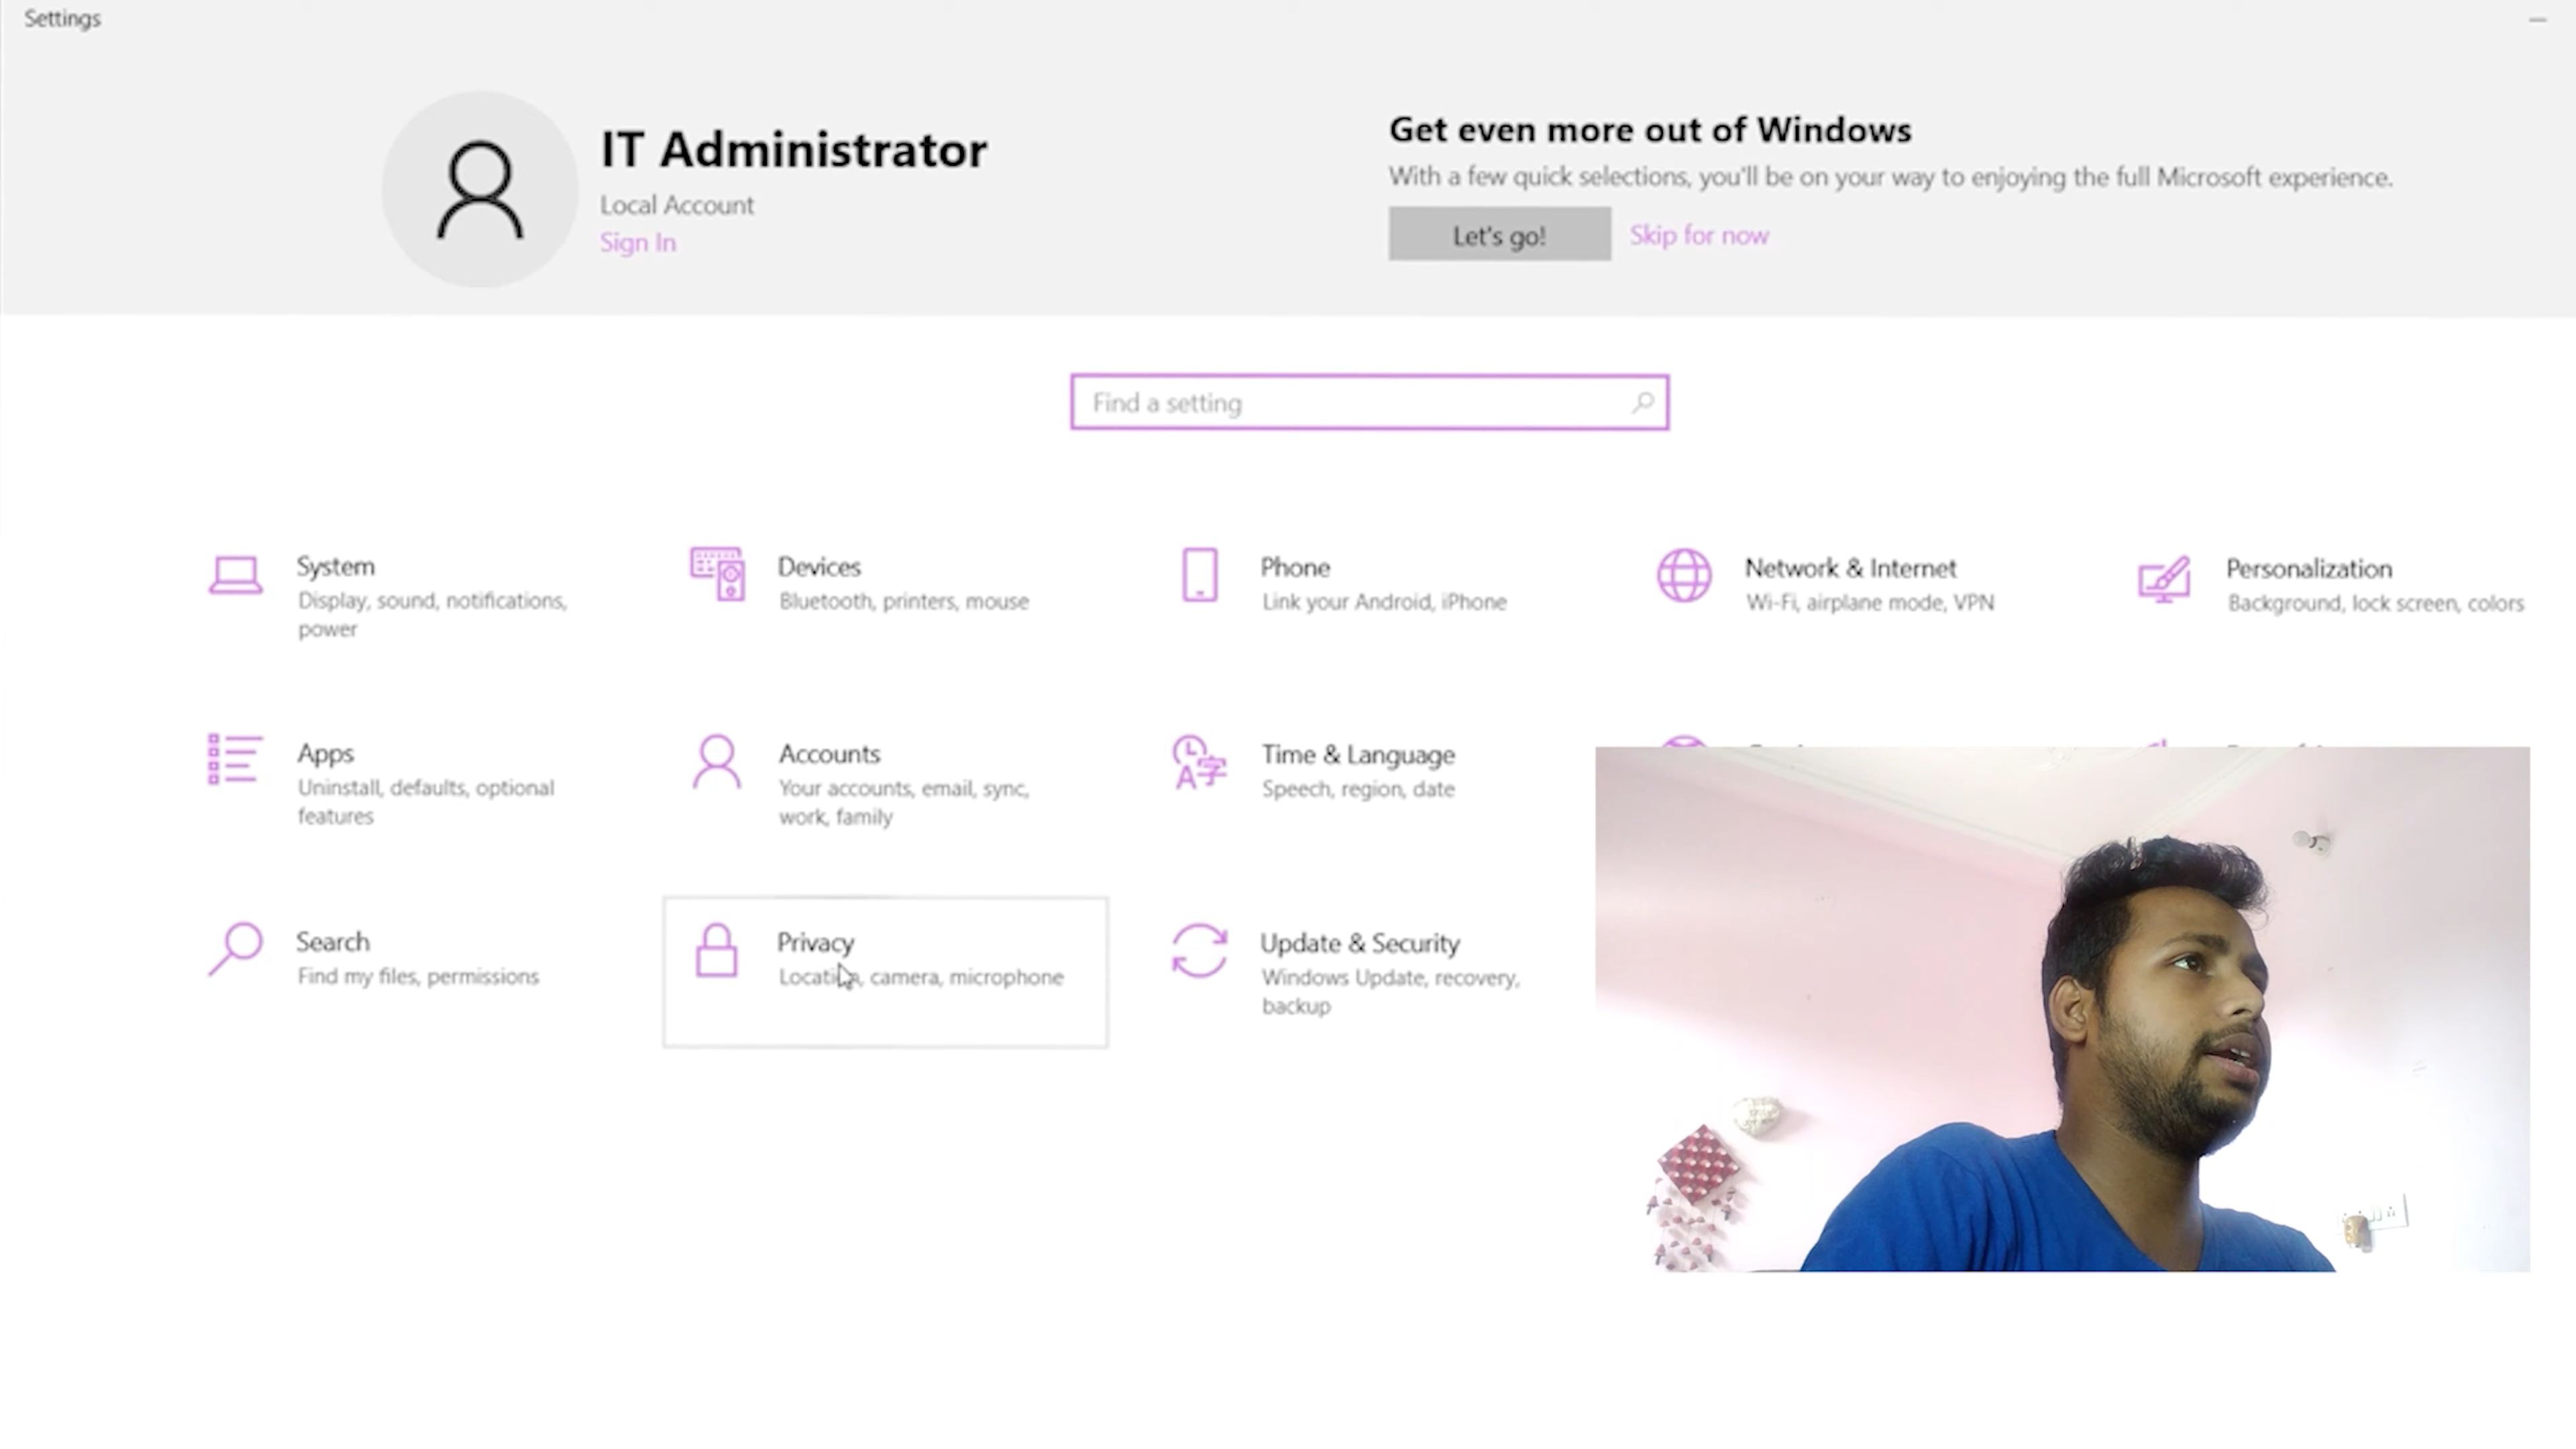 Settings
IT Administrator
Local Account
Sign In
Get even more out of Windows
With a few quick selections, you'll be on your way to enjoying the full Microsoft experience.
Let's go!
Skip for now
Find a setting
System
Display, sound, notifications,
power
Devices
Bluetooth, printers, mouse
Phone
Link your Android, iPhone
Network & Internet
Wi-Fi, airplane mode, VPN
Personalization
Background, lock screen, colors
Apps
Uninstall, defaults, optional
features
Accounts
Your accounts, email, sync,
work, family
Time & Language
Speech, region, date
Search
Find my files, permissions
Privacy
Location, camera, microphone
Update & Security
Windows Update, recovery,
backup